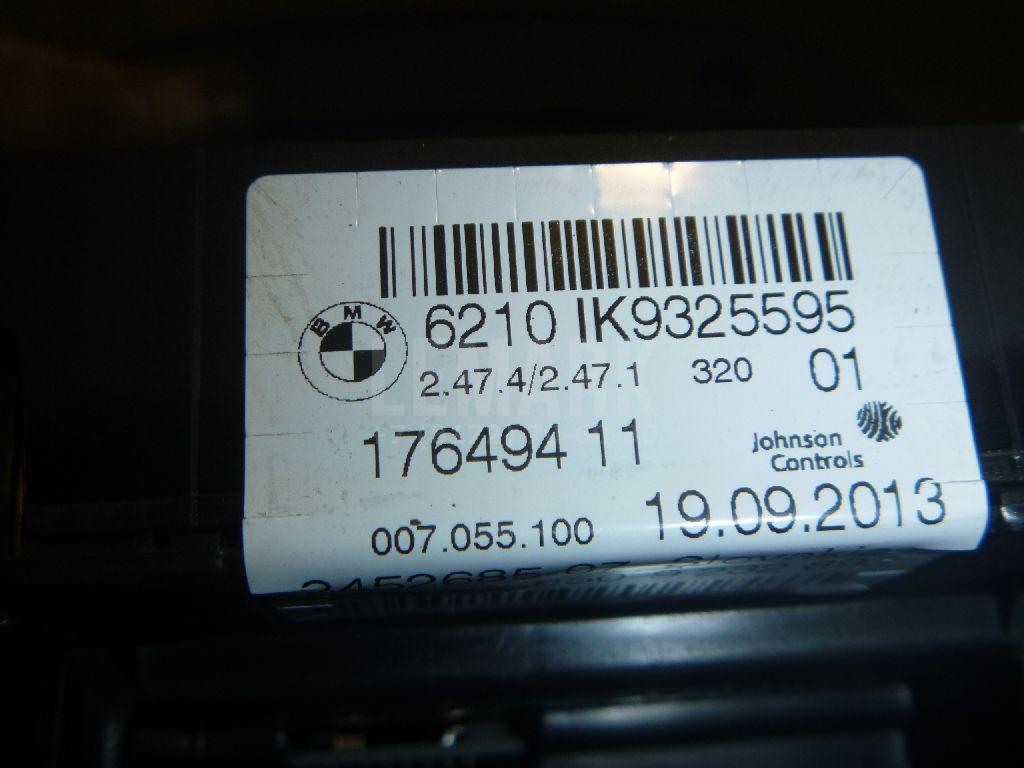 BMW
6210 IK9325595
2.47.4/2.47.1 320 01
LEMARK
176494 11
Johnson
Controls
007.055.100 19.09.2013